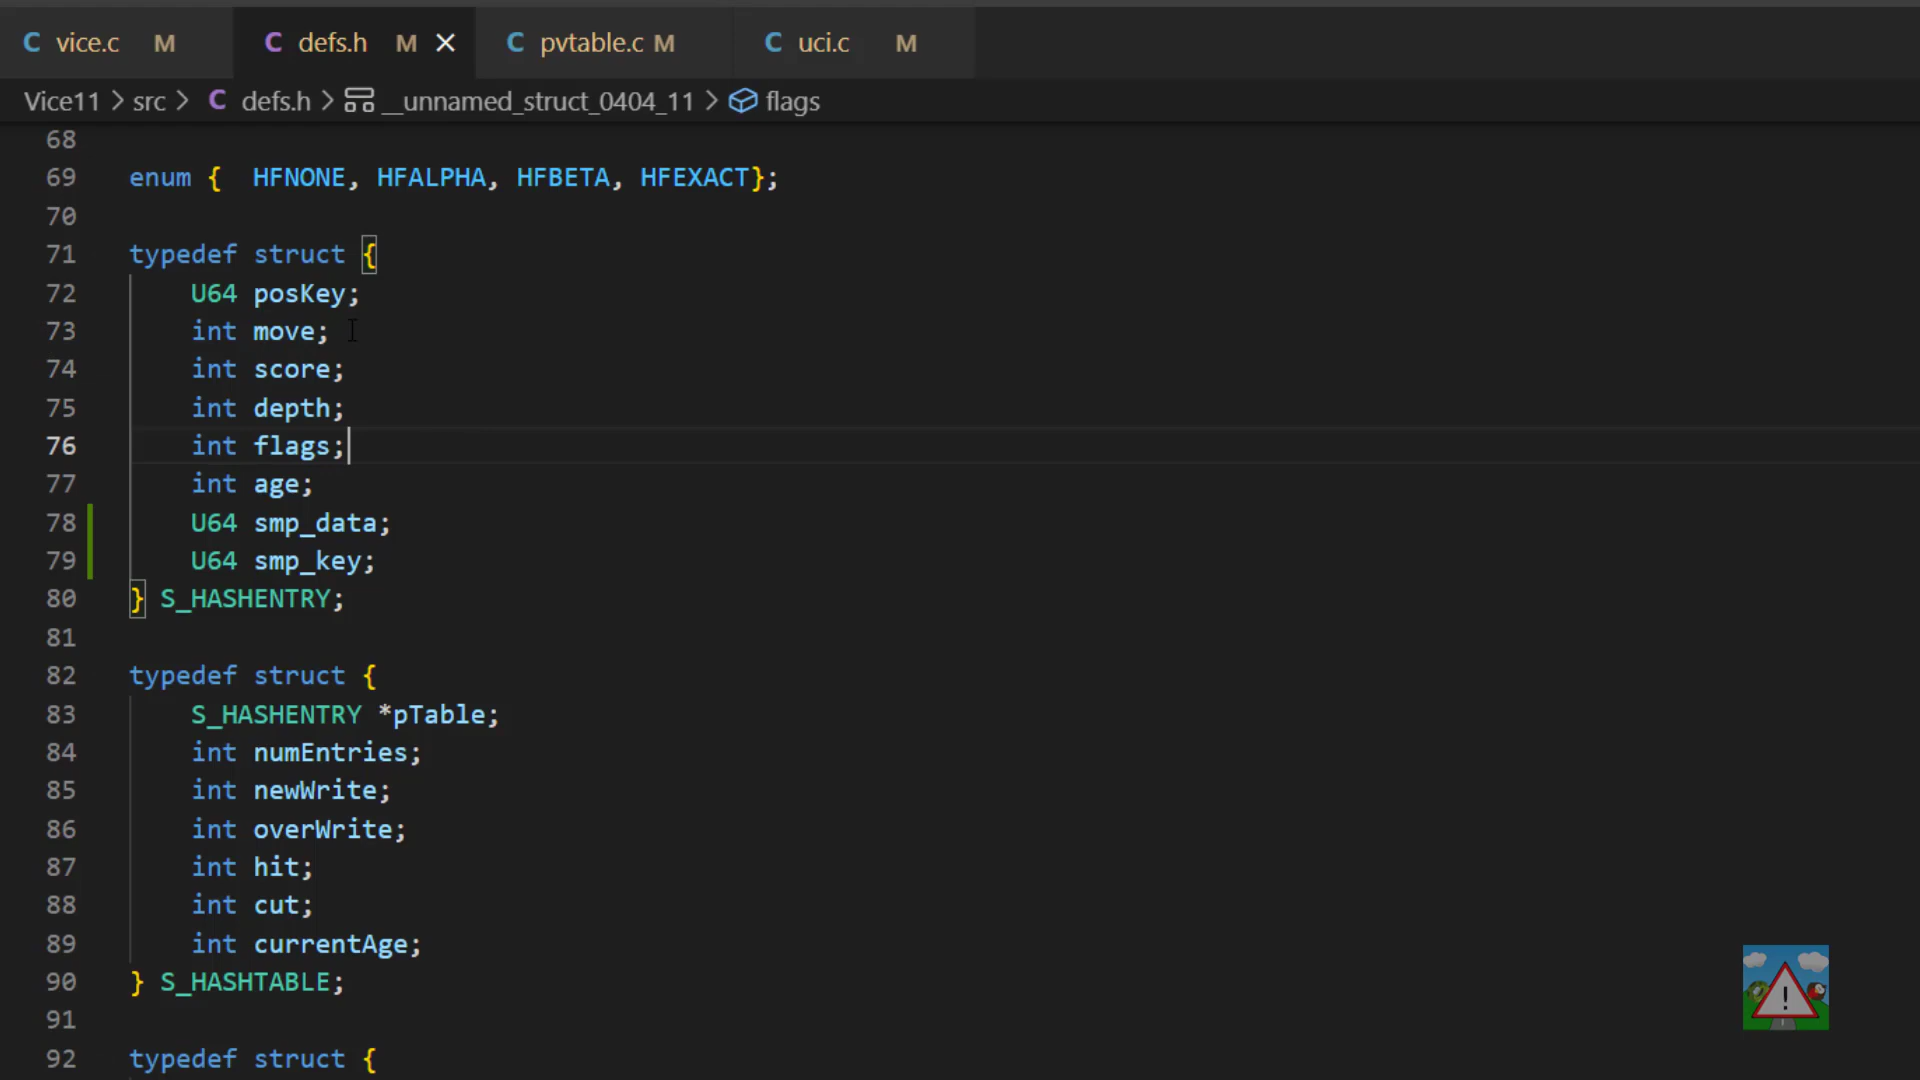 C vice.c M C defs.h M × C pvtable.c M C uci.c M
Vice11 > src > C defs.h > __unnamed_struct_0404_11 > flags
68
69 enum {  HFNONE, HFALPHA, HFBETA, HFEXACT};
70
71 typedef struct {
72     U64 posKey;
73     int move;
74     int score;
75     int depth;
76     int flags;
77     int age;
78     U64 smp_data;
79     U64 smp_key;
80 } S_HASHENTRY;
81
82 typedef struct {
83     S_HASHENTRY *pTable;
84     int numEntries;
85     int newWrite;
86     int overWrite;
87     int hit;
88     int cut;
89     int currentAge;
90 } S_HASHTABLE;
91
92 typedef struct {